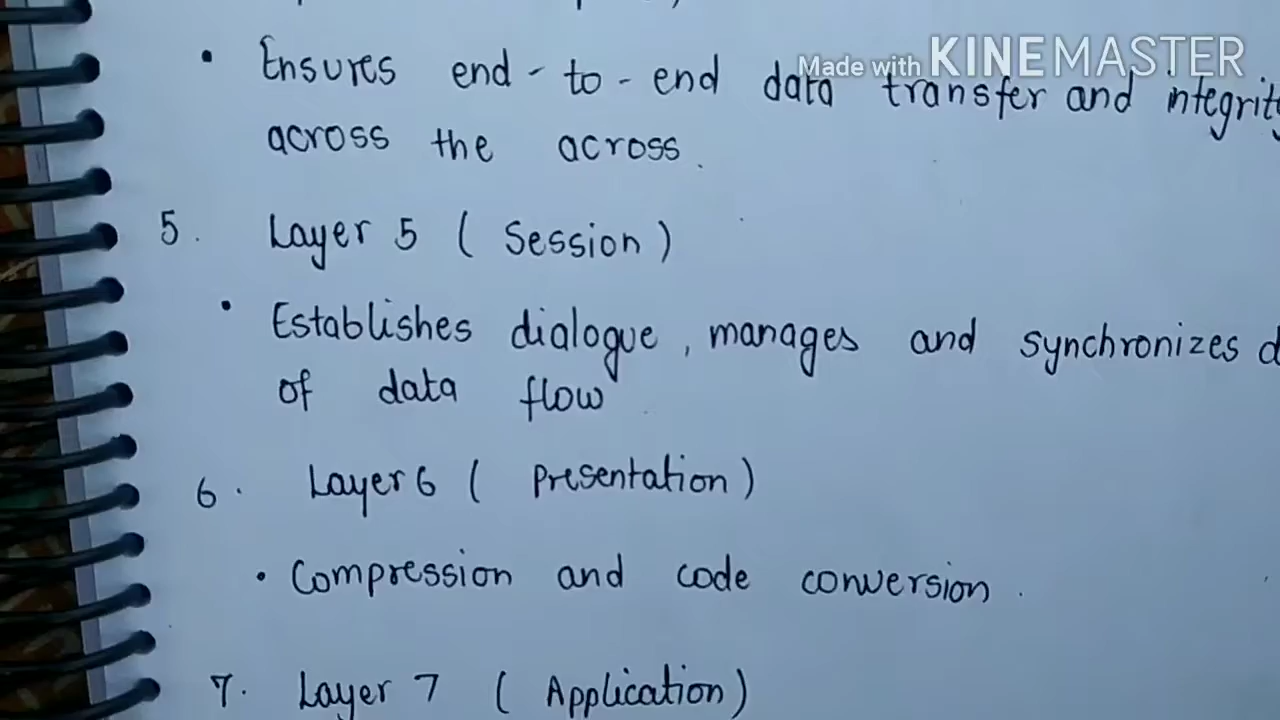 Made with KINEMASTER
• Ensures end-to-end data transfer and integrity
across the across.
5. Layer 5 ( Session )
• Establishes dialogue, manages and synchronizes
of data flow
6. Layer 6 ( Presentation )
• Compression and code conversion.
7. Layer 7 ( Application )